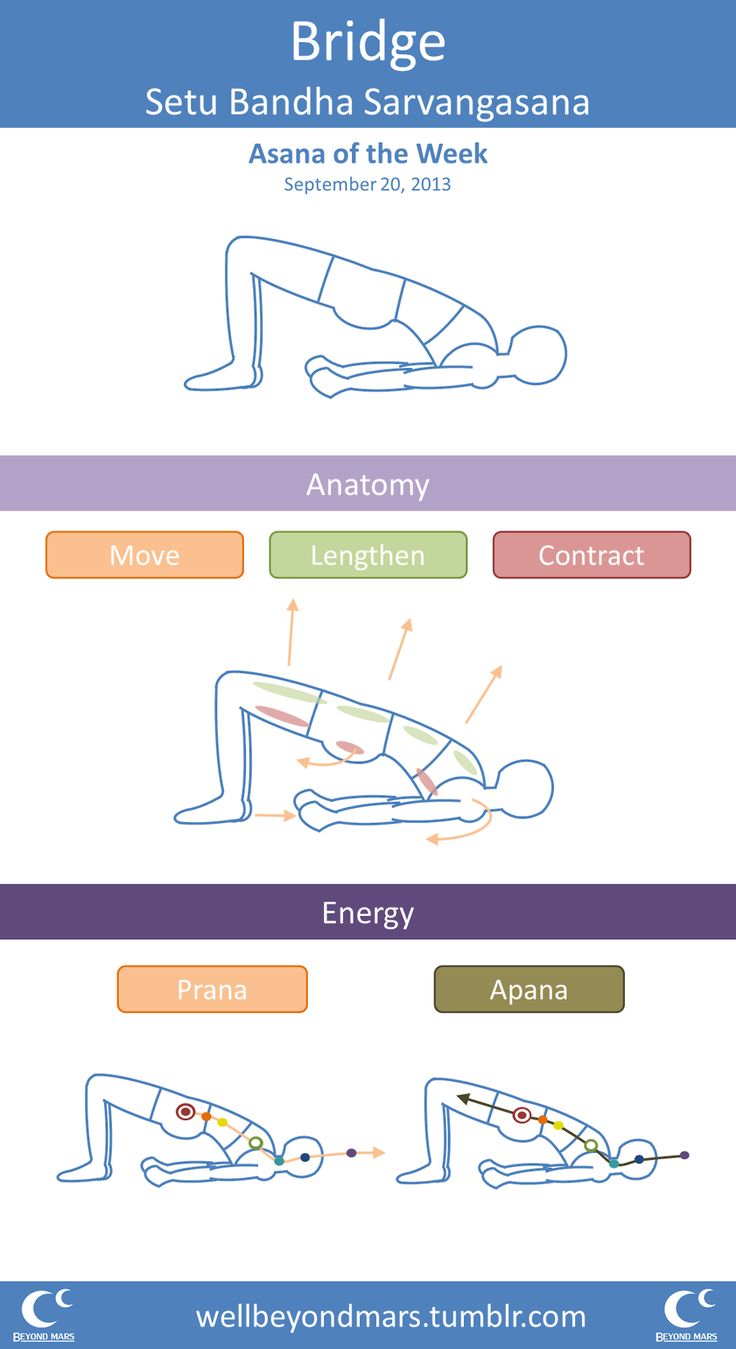 Bridge
Setu Bandha Sarvangasana
Asana of the Week
September 20, 2013
Anatomy
Move
Lengthen
Contract
Energy
Prana
Apana
BEYOND MARS
wellbeyondmars.tumblr.com
BEYOND MARS